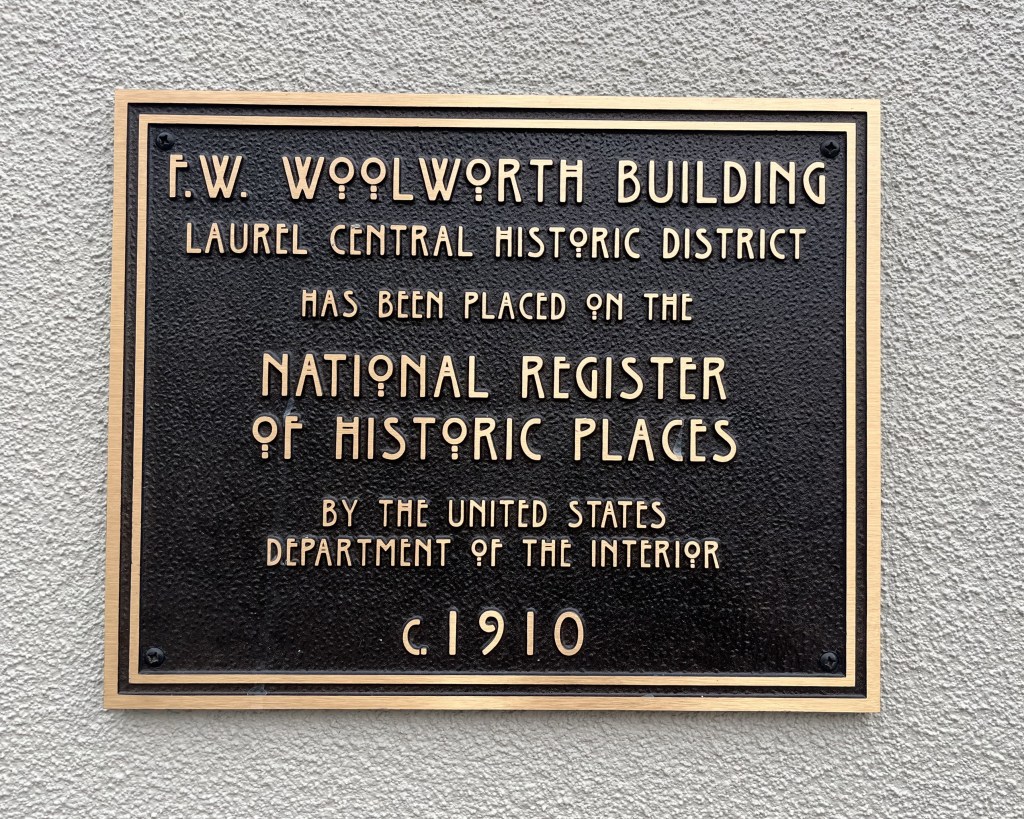 F.W. WOOLWORTH BUILDING
LAUREL CENTRAL HISTORIC DISTRICT
HAS BEEN PLACED ON THE
NATIONAL REGISTER
OF HISTORIC PLACES
BY THE UNITED STATES
DEPARTMENT OF THE INTERIOR
c.1910